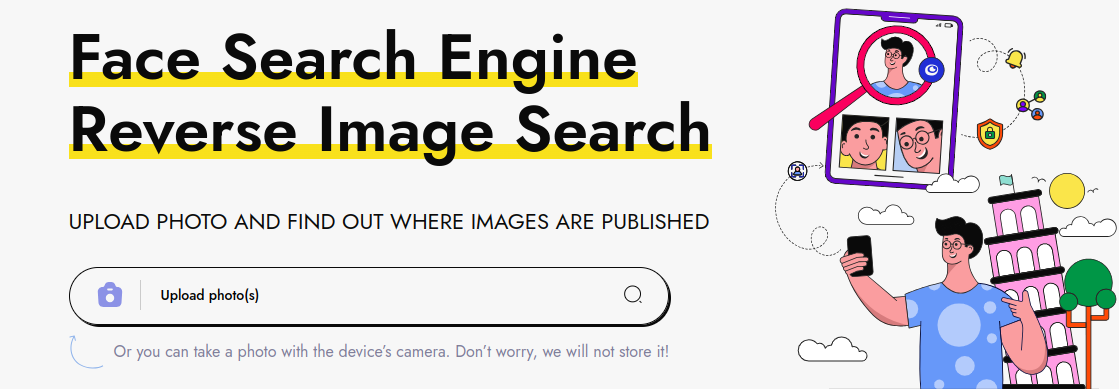 Face Search Engine
Reverse Image Search
UPLOAD PHOTO AND FIND OUT WHERE IMAGES ARE PUBLISHED
Upload photo(s)
Or you can take a photo with the device’s camera. Don’t worry, we will not store it!